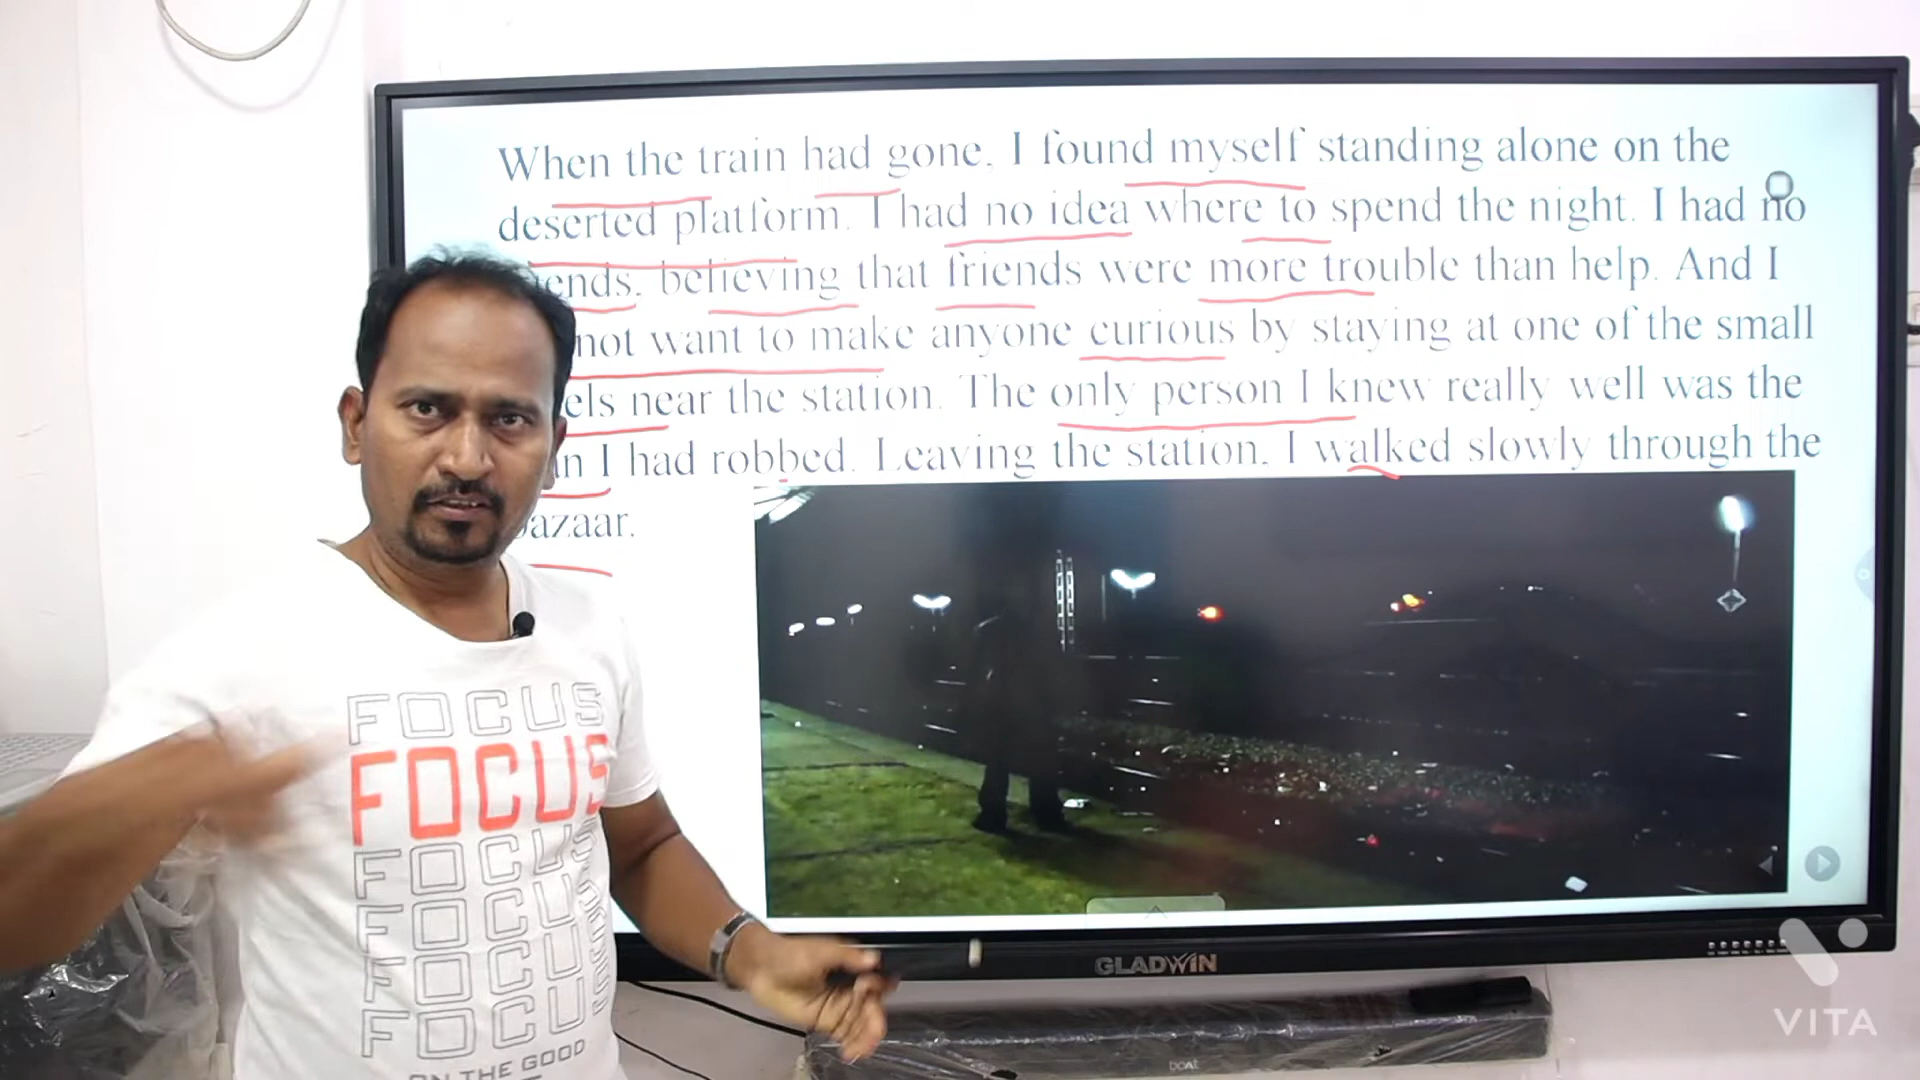 When the train had gone, I found myself standing alone on the
deserted platform. I had no idea where to spend the night. I had no
ends, believing that friends were more trouble than help. And I
not want to make anyone curious by staying at one of the small
els near the station. The only person I knew really well was the
n I had robbed. Leaving the station, I walked slowly through the
bazaar.
FOCUS
FOCUS
FOCUS
FOCUS
FOCUS
FOCUS
ON THE GOOD
GLADWIN
boAt
VITA